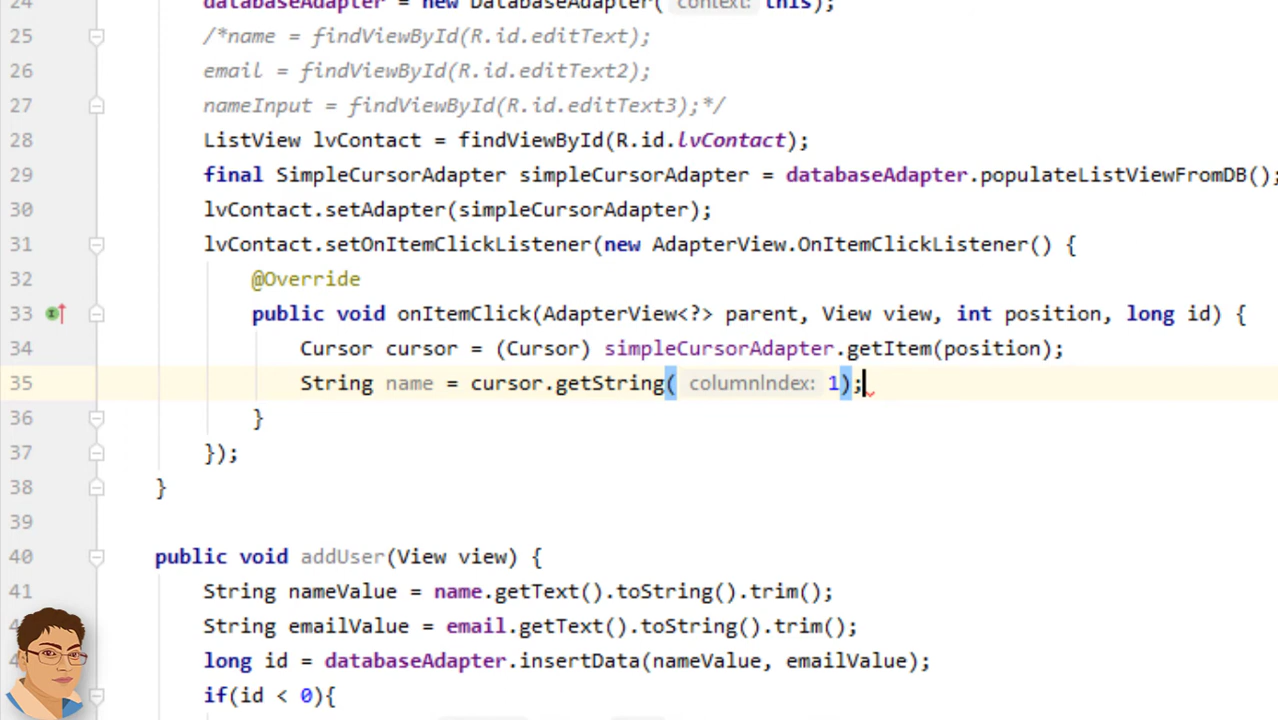 24 databaseAdapter = new DatabaseAdapter( context: this);
25 /*name = findViewById(R.id.editText);
26 email = findViewById(R.id.editText2);
27 nameInput = findViewById(R.id.editText3);*/
28 ListView lvContact = findViewById(R.id.lvContact);
29 final SimpleCursorAdapter simpleCursorAdapter = databaseAdapter.populateListViewFromDB();
30 lvContact.setAdapter(simpleCursorAdapter);
31 lvContact.setOnItemClickListener(new AdapterView.OnItemClickListener() {
32 @Override
33 public void onItemClick(AdapterView<?> parent, View view, int position, long id) {
34 Cursor cursor = (Cursor) simpleCursorAdapter.getItem(position);
35 String name = cursor.getString( columnIndex: 1);
36 }
37 });
38 }
39
40 public void addUser(View view) {
41 String nameValue = name.getText().toString().trim();
String emailValue = email.getText().toString().trim();
long id = databaseAdapter.insertData(nameValue, emailValue);
if(id < 0){